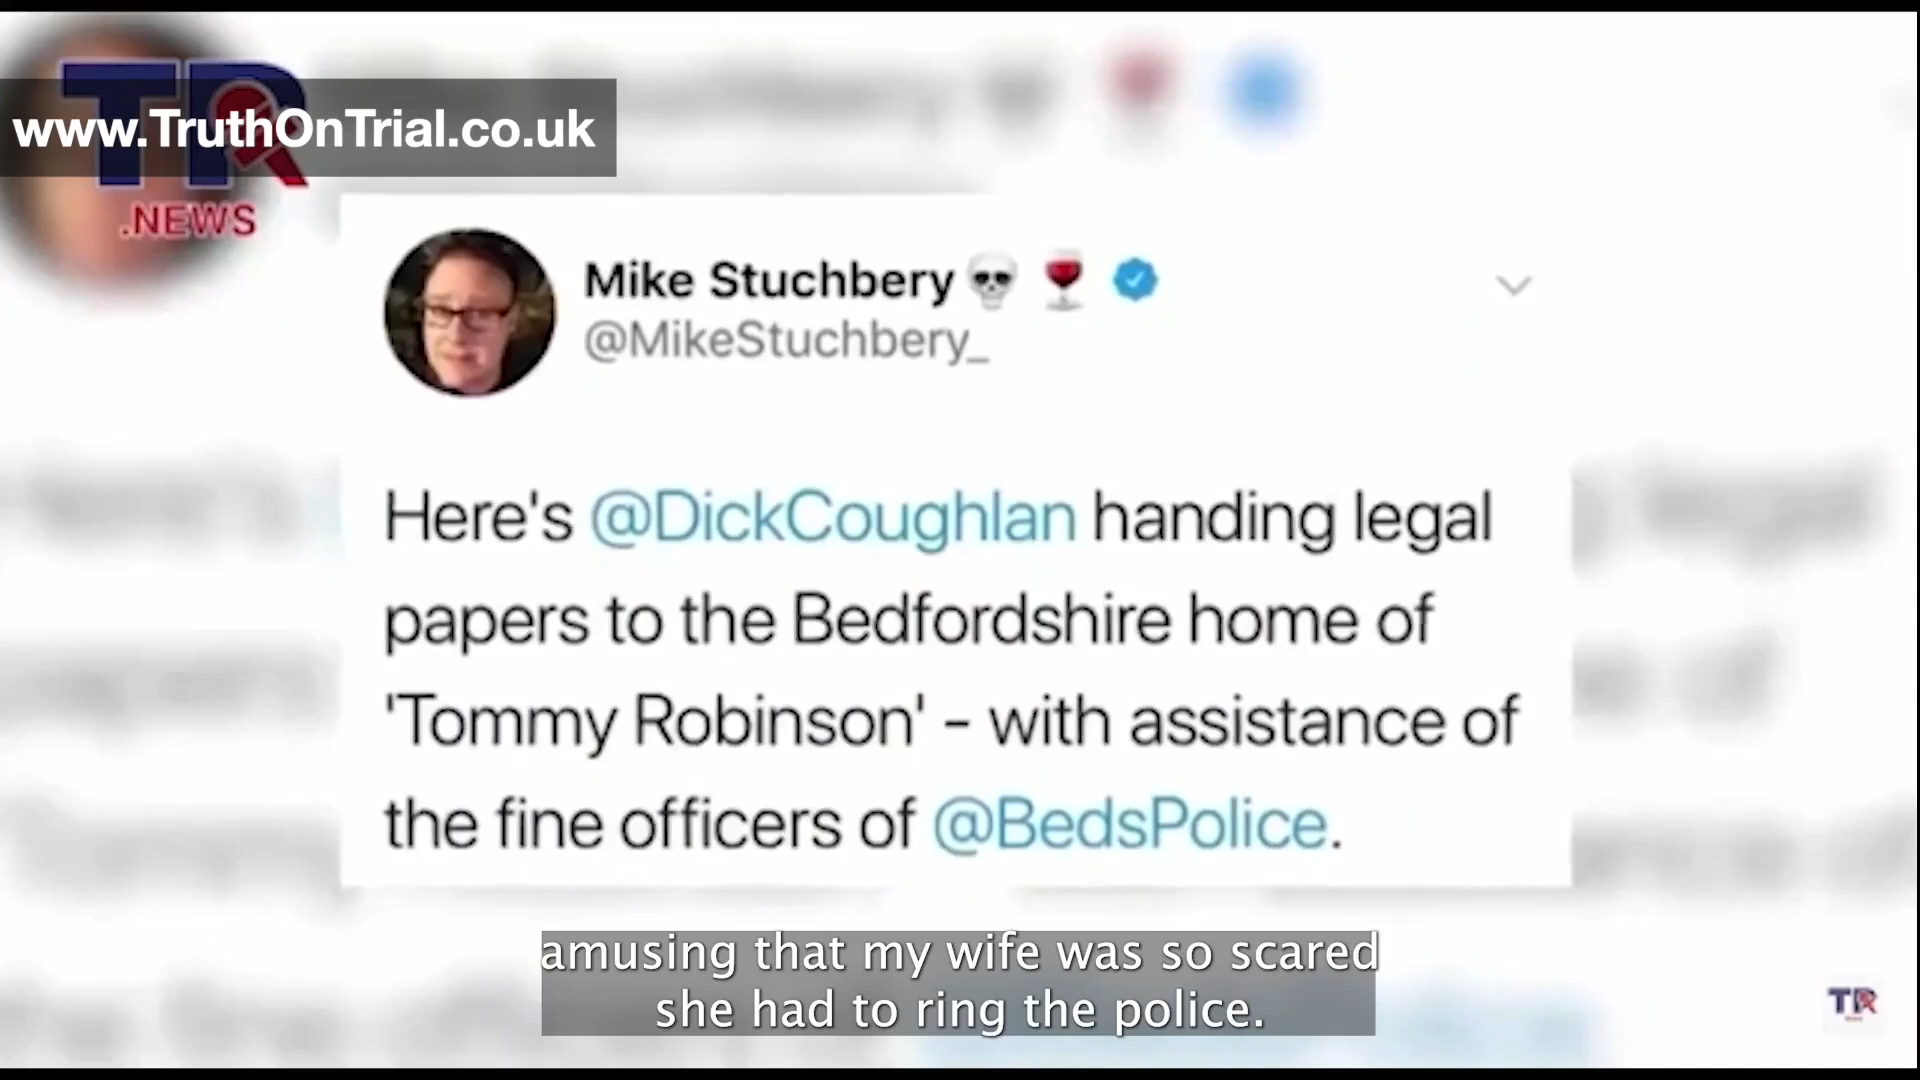 www.TruthOnTrial.co.uk
TR
.NEWS
Mike Stuchbery
@MikeStuchbery_
Here's @DickCoughlan handing legal
papers to the Bedfordshire home of
'Tommy Robinson' - with assistance of
the fine officers of @BedsPolice.
amusing that my wife was so scared
she had to ring the police.
TR